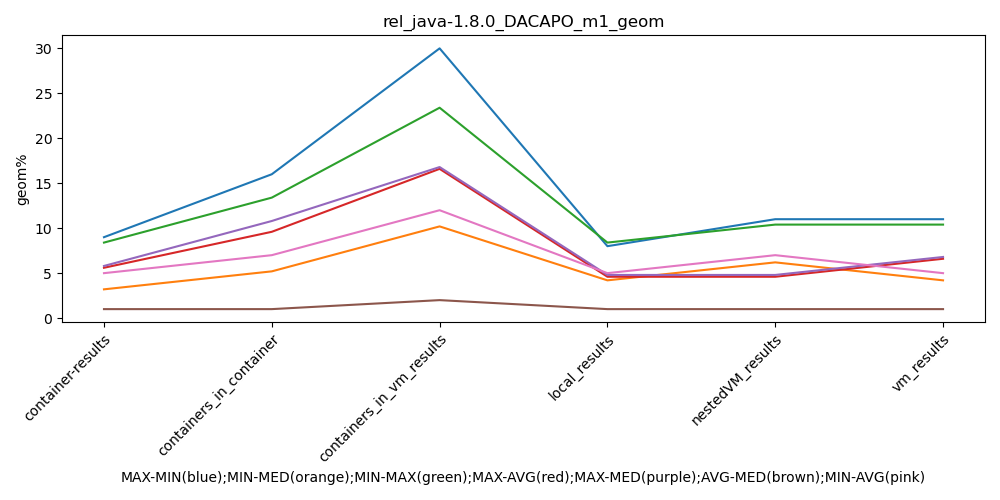 rel_java-1.8.0_DACAPO_m1_geom
geom%
30
25
20
15
10
5
0
container-results
containers_in_container
containers_in_vm_results
local_results
nestedVM_results
vm_results
MAX-MIN(blue);MIN-MED(orange);MIN-MAX(green);MAX-AVG(red);MAX-MED(purple);AVG-MED(brown);MIN-AVG(pink)